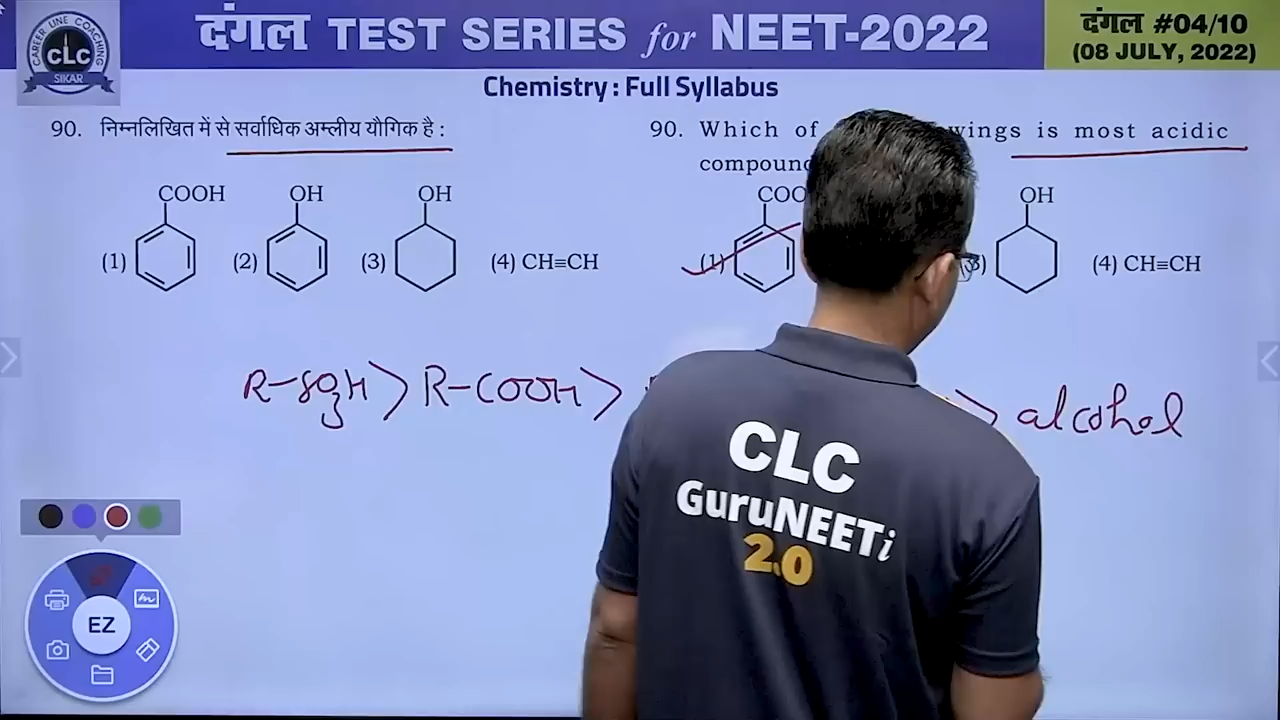 दंगल TEST SERIES for NEET-2022
दंगल #04/10
(08 JULY, 2022)
CAREER LINE COACHING
CLC
SIKAR
Chemistry : Full Syllabus
90. निम्नलिखित में से सर्वाधिक अम्लीय यौगिक है :
COOH OH OH
(1) (2) (3) (4) CH≡CH
90. Which of wings is most acidic
compoun
COO OH
(1) 3) (4) CH≡CH
R-SO3H > R-COOH > > alcohol
CLC
GuruNEETi
2.0
EZ